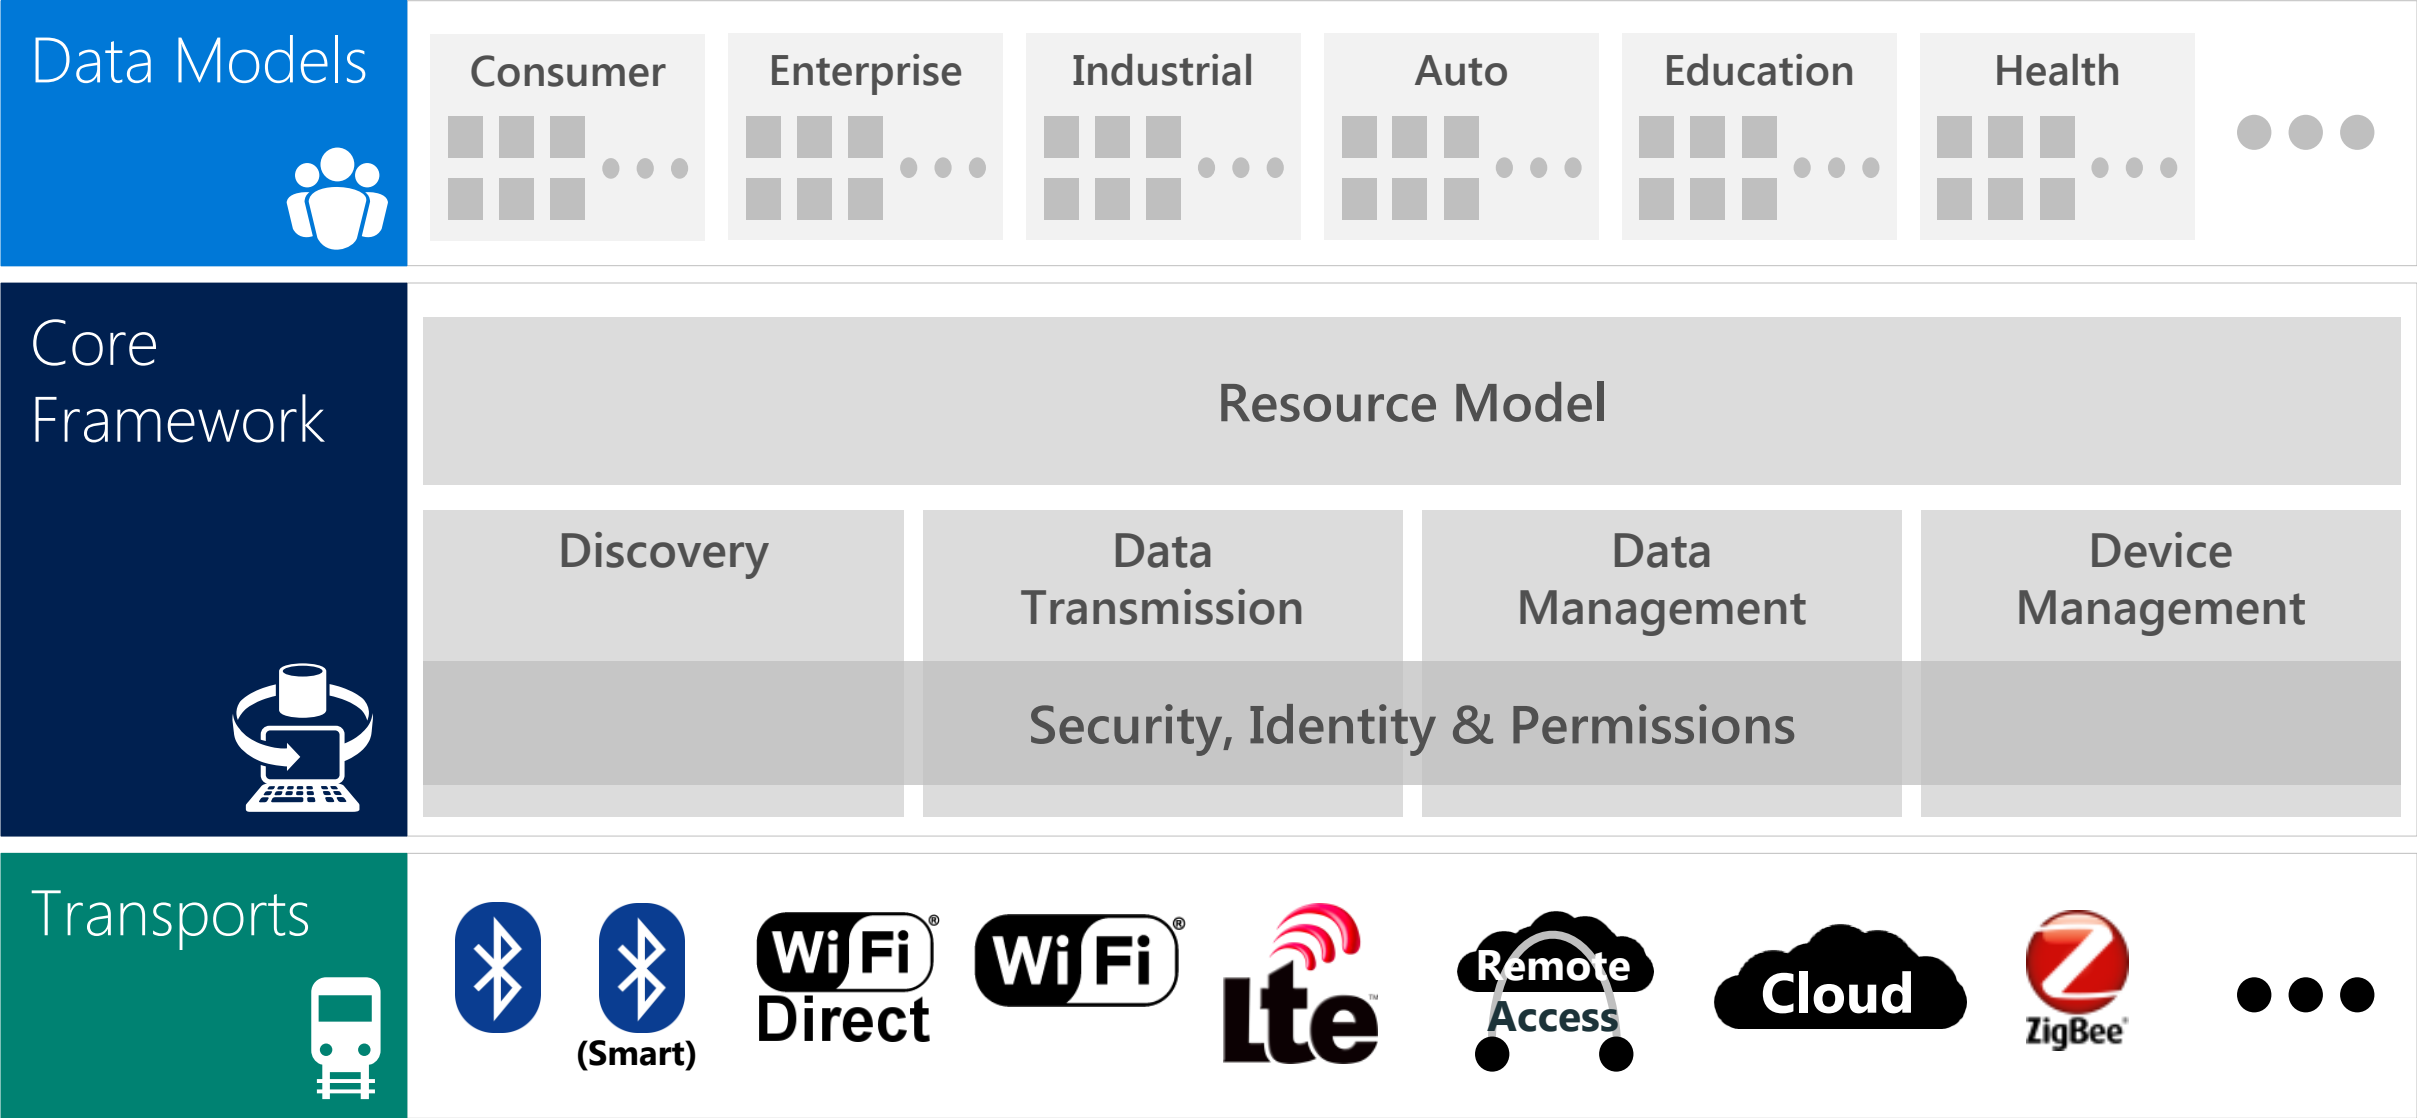 Data Models
Consumer
Enterprise
Industrial
Auto
Education
Health
Core
Framework
Resource Model
Discovery
Data
Transmission
Data
Management
Device
Management
Security, Identity & Permissions
Transports
(Smart)
Wi Fi®
Direct
Wi Fi®
Lte™
Remote
Access
Cloud
Z
ZigBee®